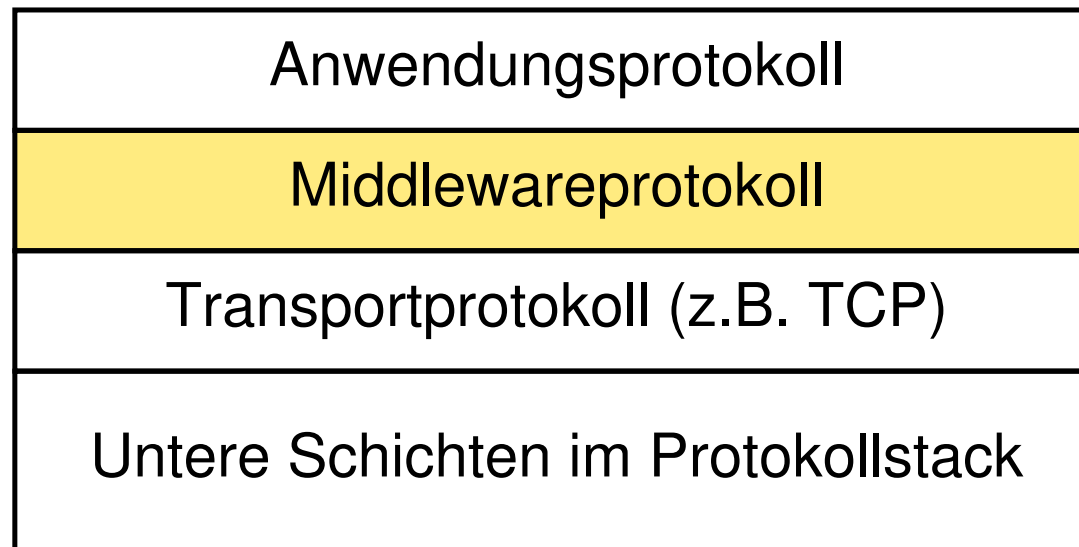 Anwendungsprotokoll
Middlewareprotokoll
Transportprotokoll (z.B. TCP)
Untere Schichten im Protokollstack